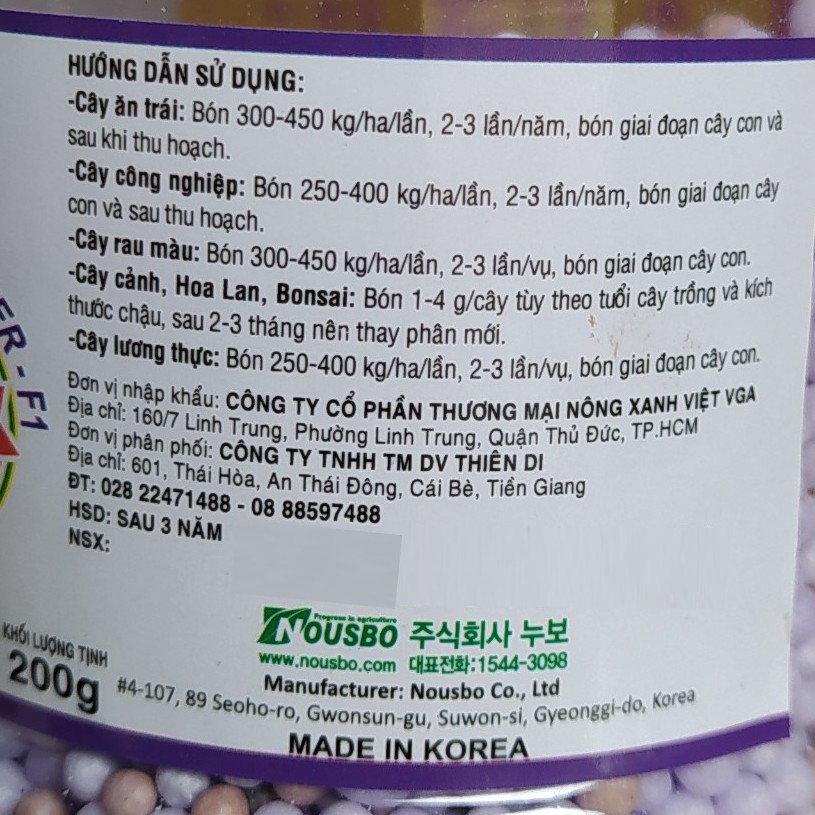 HƯỚNG DẪN SỬ DỤNG:
-Cây ăn trái: Bón 300-450 kg/ha/lần, 2-3 lần/năm, bón giai đoạn cây con và
sau khi thu hoạch.
-Cây công nghiệp: Bón 250-400 kg/ha/lần, 2-3 lần/năm, bón giai đoạn cây
con và sau thu hoạch.
-Cây rau màu: Bón 300-450 kg/ha/lần, 2-3 lần/vụ, bón giai đoạn cây con.
-Cây cảnh, Hoa Lan, Bonsai: Bón 1-4 g/cây tùy theo tuổi cây trồng và kích
thước chậu, sau 2-3 tháng nên thay phân mới.
-Cây lương thực: Bón 250-400 kg/ha/lần, 2-3 lần/vụ, bón giai đoạn cây con.
Đơn vị nhập khẩu: CÔNG TY CỔ PHẦN THƯƠNG MẠI NÔNG XANH VIỆT VGA
Địa chỉ: 160/7 Linh Trung, Phường Linh Trung, Quận Thủ Đức, TP.HCM
Đơn vị phân phối: CÔNG TY TNHH TM DV THIÊN DI
Địa chỉ: 601, Thái Hòa, An Thái Đông, Cái Bè, Tiền Giang
ĐT: 028 22471488 - 08 88597488
HSD: SAU 3 NĂM
NSX:
ER - F1
KHỐI LƯỢNG TỊNH
200g
Progress in agriculture
NOUSBO 주식회사 누보
www.nousbo.com 대표전화:1544-3098
Manufacturer: Nousbo Co., Ltd
#4-107, 89 Seoho-ro, Gwonsun-gu, Suwon-si, Gyeonggi-do, Korea
MADE IN KOREA